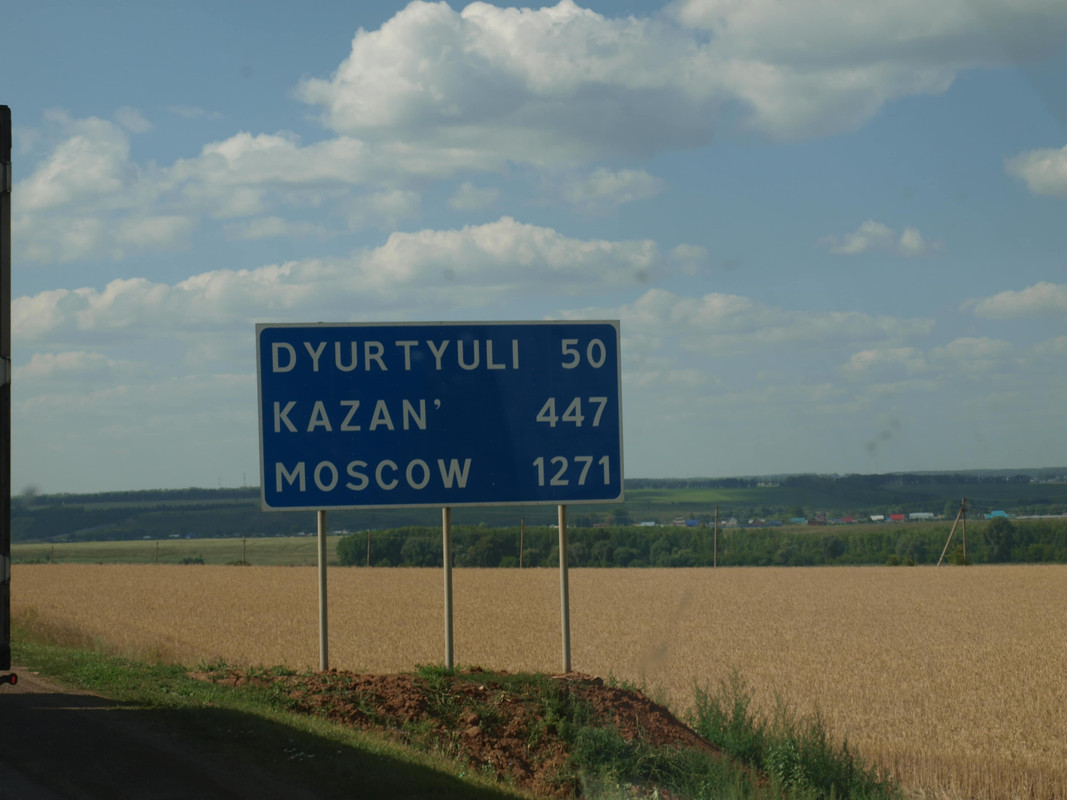 DYURTYULI 50
KAZAN' 447
MOSCOW 1271